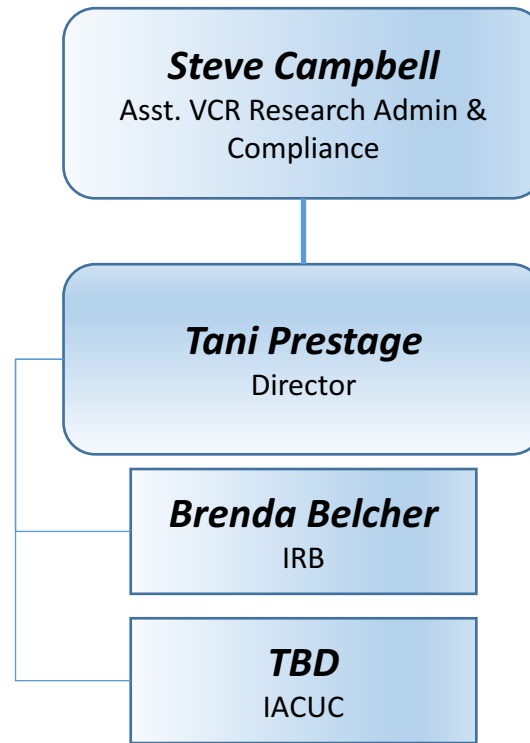 Steve Campbell
Asst. VCR Research Admin &
Compliance
Tani Prestage
Director
Brenda Belcher
IRB
TBD
IACUC